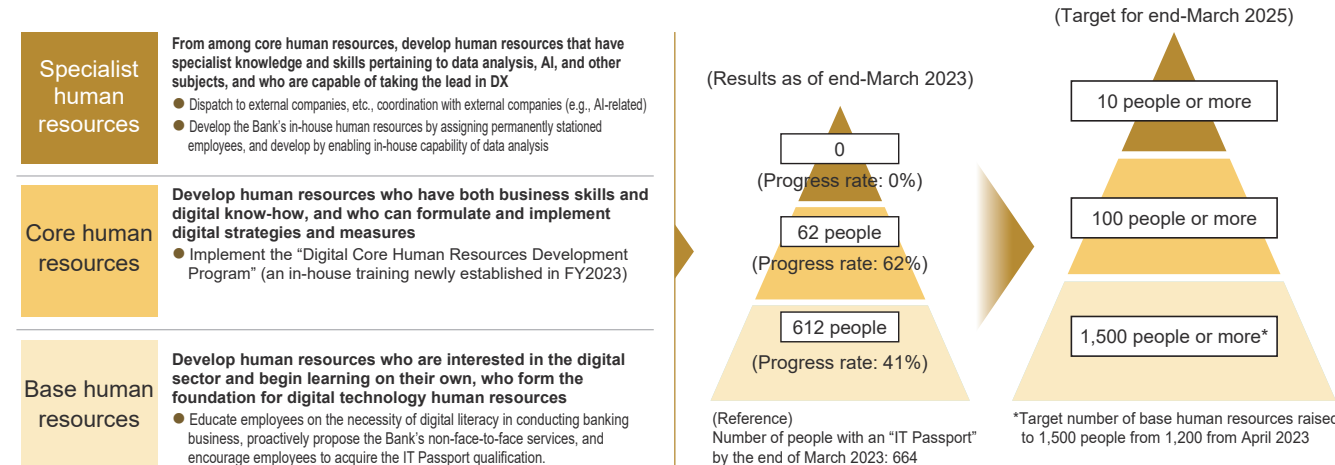 Specialist
human
resources
From among core human resources, develop human resources that have
specialist knowledge and skills pertaining to data analysis, AI, and other
subjects, and who are capable of taking the lead in DX
● Dispatch to external companies, etc., coordination with external companies (e.g., AI-related)
● Develop the Bank's in-house human resources by assigning permanently stationed
employees, and develop by enabling in-house capability of data analysis
Core human
resources
Develop human resources who have both business skills and
digital know-how, and who can formulate and implement
digital strategies and measures
● Implement the “Digital Core Human Resources Development
Program” (an in-house training newly established in FY2023)
Base human
resources
Develop human resources who are interested in the digital
sector and begin learning on their own, who form the
foundation for digital technology human resources
● Educate employees on the necessity of digital literacy in conducting banking
business, proactively propose the Bank's non-face-to-face services, and
encourage employees to acquire the IT Passport qualification.
(Results as of end-March 2023)
0
(Progress rate: 0%)
62 people
(Progress rate: 62%)
612 people
(Progress rate: 41%)
(Reference)
Number of people with an “IT Passport”
by the end of March 2023: 664
(Target for end-March 2025)
10 people or more
100 people or more
1,500 people or more*
*Target number of base human resources raised
to 1,500 people from 1,200 from April 2023